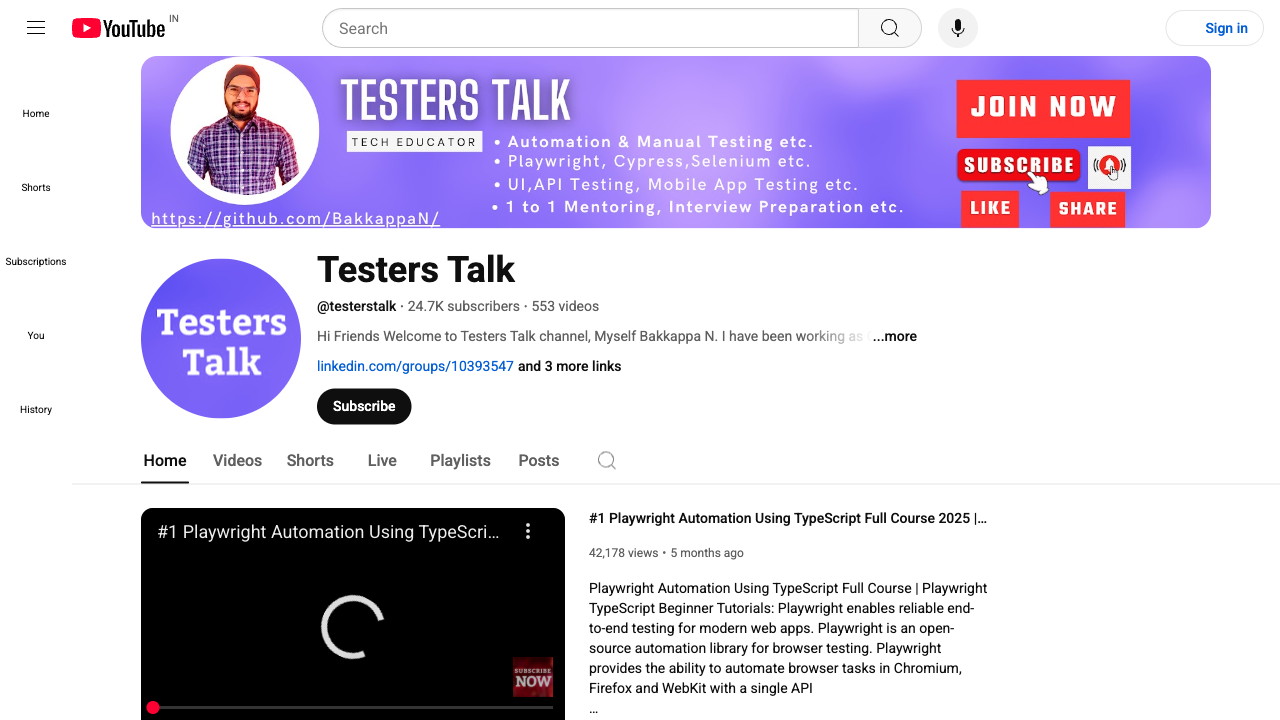 YouTube IN
Search
Sign in
Home
Shorts
Subscriptions
You
History
TESTERS TALK
TECH EDUCATOR
• Automation & Manual Testing etc.
• Playwright, Cypress,Selenium etc.
• UI,API Testing, Mobile App Testing etc.
• 1 to 1 Mentoring, Interview Preparation etc.
https://github.com/BakkappaN/
JOIN NOW
SUBSCRIBE
LIKE
SHARE
Testers
Talk
Testers Talk
@testerstalk · 24.7K subscribers · 553 videos
Hi Friends Welcome to Testers Talk channel, Myself Bakkappa N. I have been working as ...more
linkedin.com/groups/10393547 and 3 more links
Subscribe
Home Videos Shorts Live Playlists Posts
#1 Playwright Automation Using TypeScri...
SUBSCRIBE
NOW
#1 Playwright Automation Using TypeScript Full Course 2025 |...
42,178 views • 5 months ago
Playwright Automation Using TypeScript Full Course | Playwright
TypeScript Beginner Tutorials: Playwright enables reliable end-
to-end testing for modern web apps. Playwright is an open-
source automation library for browser testing. Playwright
provides the ability to automate browser tasks in Chromium,
Firefox and WebKit with a single API
...